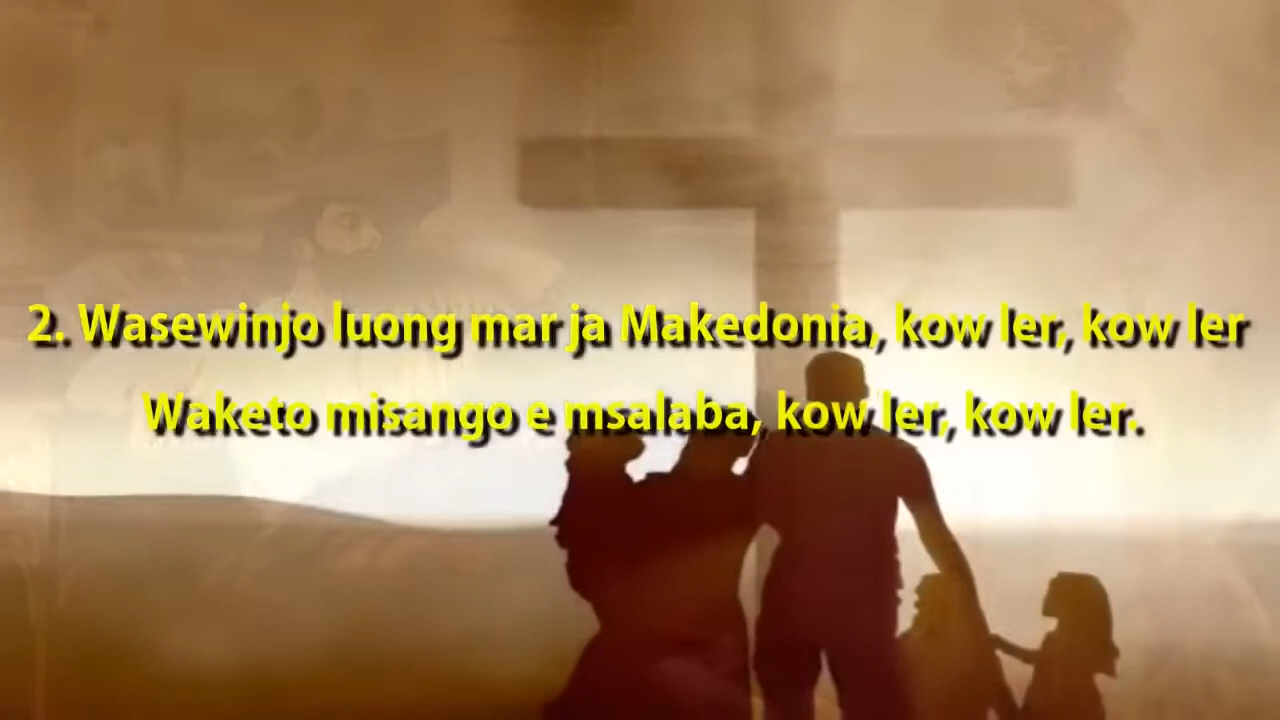 2. Wasewinjo luong mar ja Makedonia, kow ler, kow ler
Waketo misango e msalaba, kow ler, kow ler.